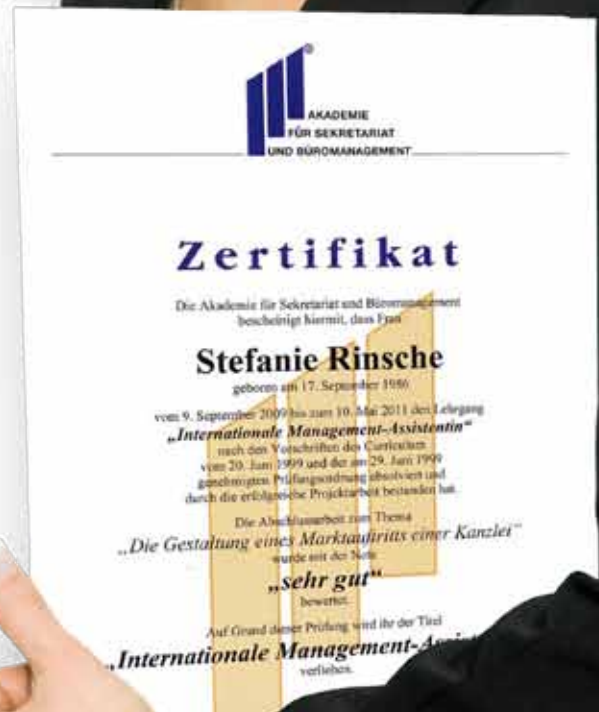 AKADEMIE
FÜR SEKRETARIAT
UND BÜROMANAGEMENT
Zertifikat
Die Akademie für Sekretariat und Büromanagement
bescheinigt hiermit, dass Frau
Stefanie Rinsche
geboren am 17. September 1986
vom 9. September 2009 bis zum 10. Mai 2011 den Lehrgang
„Internationale Management-Assistentin“
nach den Vorschriften des Curriculum
vom 20. Juni 1999 und der am 29. Juni 1999
genehmigten Prüfungsordnung absolviert und
durch die erfolgreiche Projektarbeit bestanden hat.
Die Abschlussarbeit zum Thema
„Die Gestaltung eines Marktauftritts einer Kanzlei“
wurde mit der Note
„sehr gut“
bewertet.
Auf Grund dieser Prüfung wird ihr der Titel
„Internationale Management-Assist
verliehen.